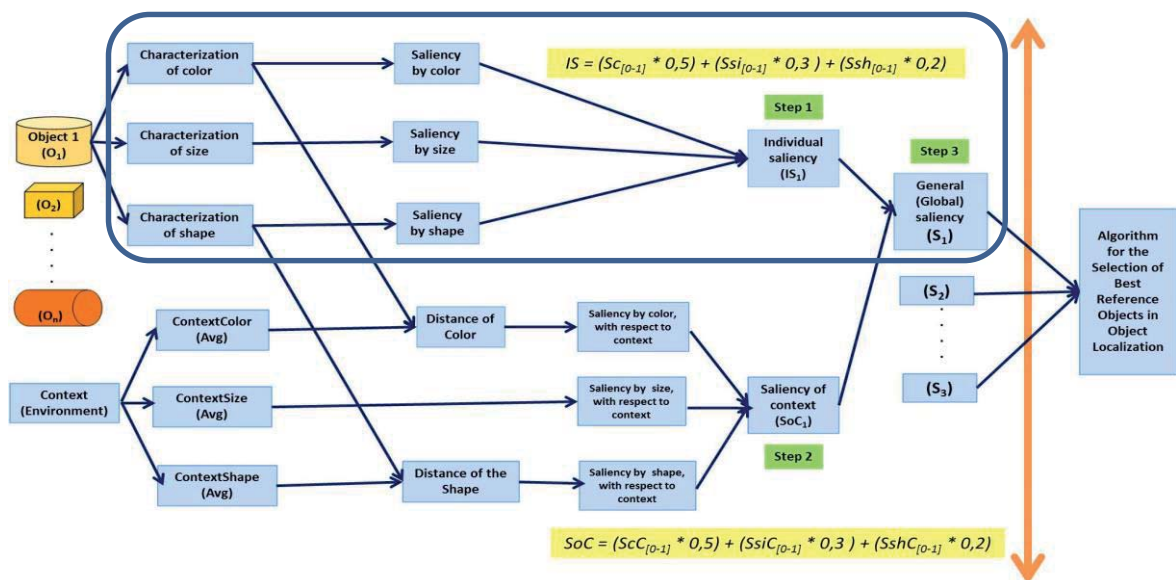 Characterization
of color
Saliency
by color
IS = (Sc[0-1] * 0,5) + (Ssi[0-1] * 0,3 ) + (Ssh[0-1] * 0,2)
Step 1
Object 1
(O1)
Characterization
of size
Saliency
by size
Individual
saliency
(IS1)
Step 3
General
(Global)
saliency
(S1)
(O2)
Characterization
of shape
Saliency
by shape
Algorithm
for the
Selection of
Best
Reference
Objects in
Object
Localization
(S2)
(On)
ContextColor
(Avg)
Distance of
Color
Saliency by color,
with respect to
context
(S3)
Context
(Environment)
ContextSize
(Avg)
Saliency by size,
with respect to
context
Saliency of
context
(SoC1)
Step 2
ContextShape
(Avg)
Distance of the
Shape
Saliency by shape,
with respect to
context
SoC = (ScC[0-1] * 0,5) + (SsiC[0-1] * 0,3 ) + (SshC[0-1] * 0,2)